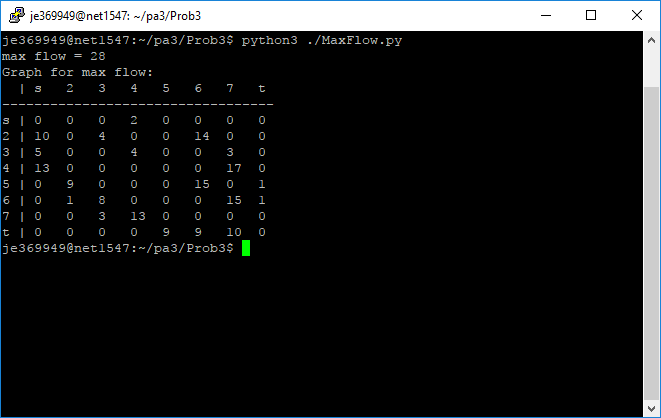 je369949@net1547: ~/pa3/Prob3
je369949@net1547:~/pa3/Prob3$ python3 ./MaxFlow.py
max flow = 28
Graph for max flow:
  | s   2   3   4   5   6   7   t
----------------------------------
s | 0   0   0   2   0   0   0   0
2 | 10  0   4   0   0   14  0   0
3 | 5   0   0   4   0   0   3   0
4 | 13  0   0   0   0   0   17  0
5 | 0   9   0   0   0   15  0   1
6 | 0   1   8   0   0   0   15  1
7 | 0   0   3   13  0   0   0   0
t | 0   0   0   0   9   9   10  0
je369949@net1547:~/pa3/Prob3$